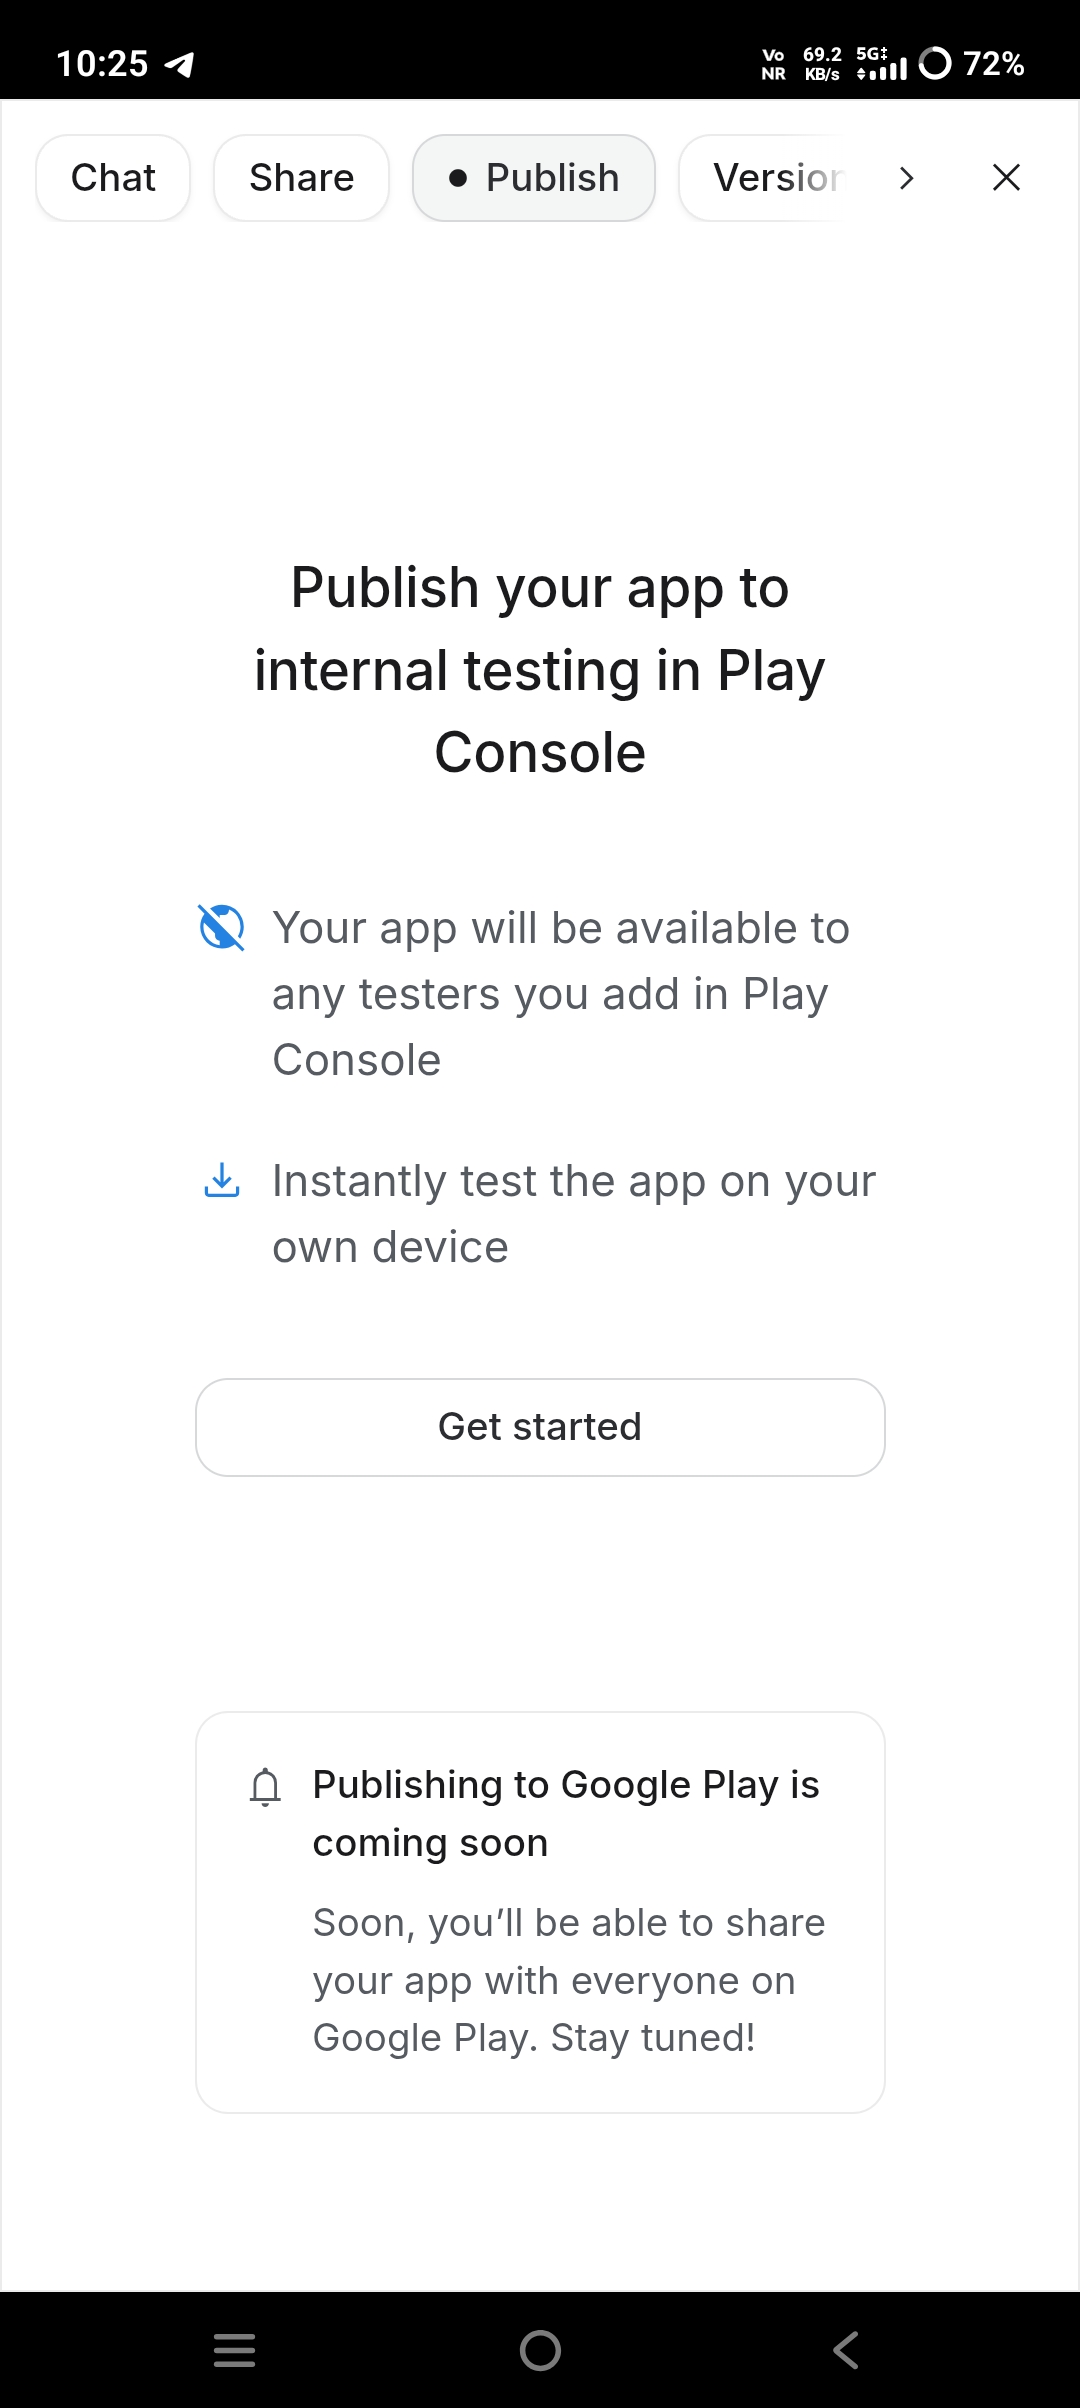 10:25
Vo NR 69.2 KB/s 5G 72%
Chat Share Publish Version
Publish your app to
internal testing in Play
Console
Your app will be available to
any testers you add in Play
Console
Instantly test the app on your
own device
Get started
Publishing to Google Play is
coming soon
Soon, you’ll be able to share
your app with everyone on
Google Play. Stay tuned!